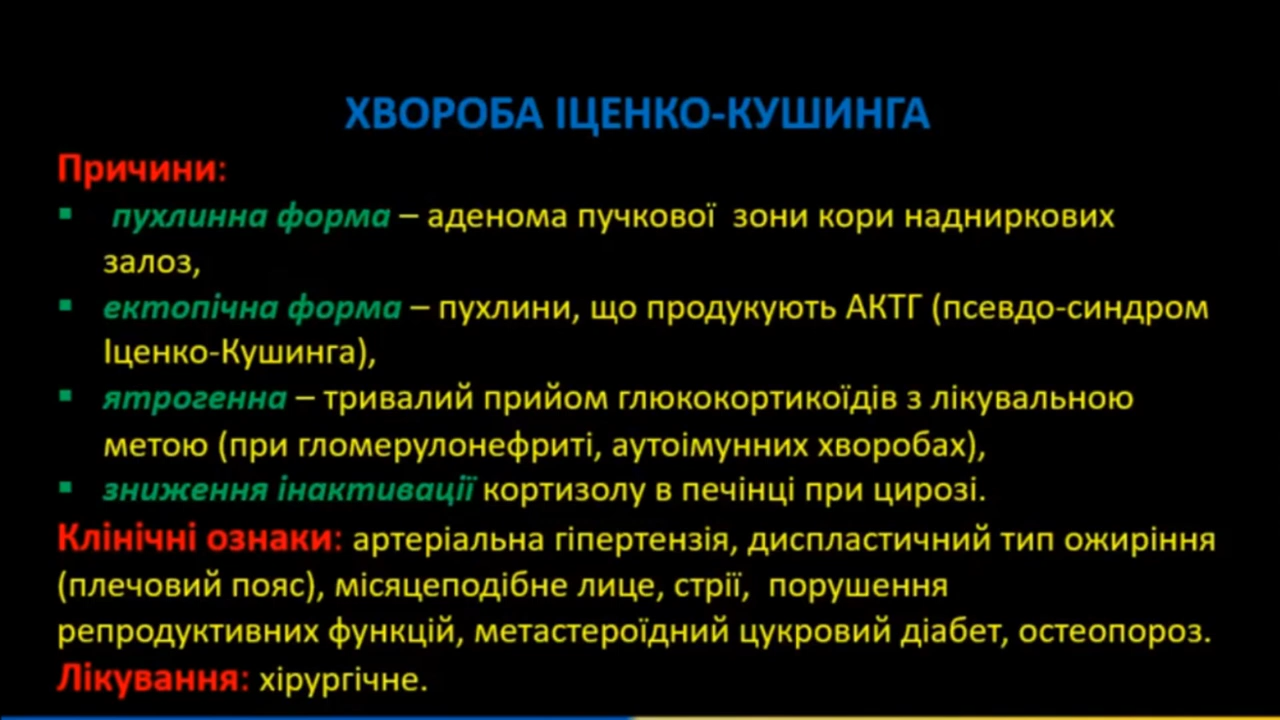 ХВОРОБА ІЦЕНКО-КУШИНГА
Причини:
▪ пухлинна форма – аденома пучкової зони кори надниркових
залоз,
▪ ектопічна форма – пухлини, що продукують АКТГ (псевдо-синдром
Іценко-Кушинга),
▪ ятрогенна – тривалий прийом глюкокортикоїдів з лікувальною
метою (при гломерулонефриті, аутоімунних хворобах),
▪ зниження інактивації кортизолу в печінці при цирозі.
Клінічні ознаки: артеріальна гіпертензія, диспластичний тип ожиріння
(плечовий пояс), місяцеподібне лице, стрії, порушення
репродуктивних функцій, метастероїдний цукровий діабет, остеопороз.
Лікування: хірургічне.